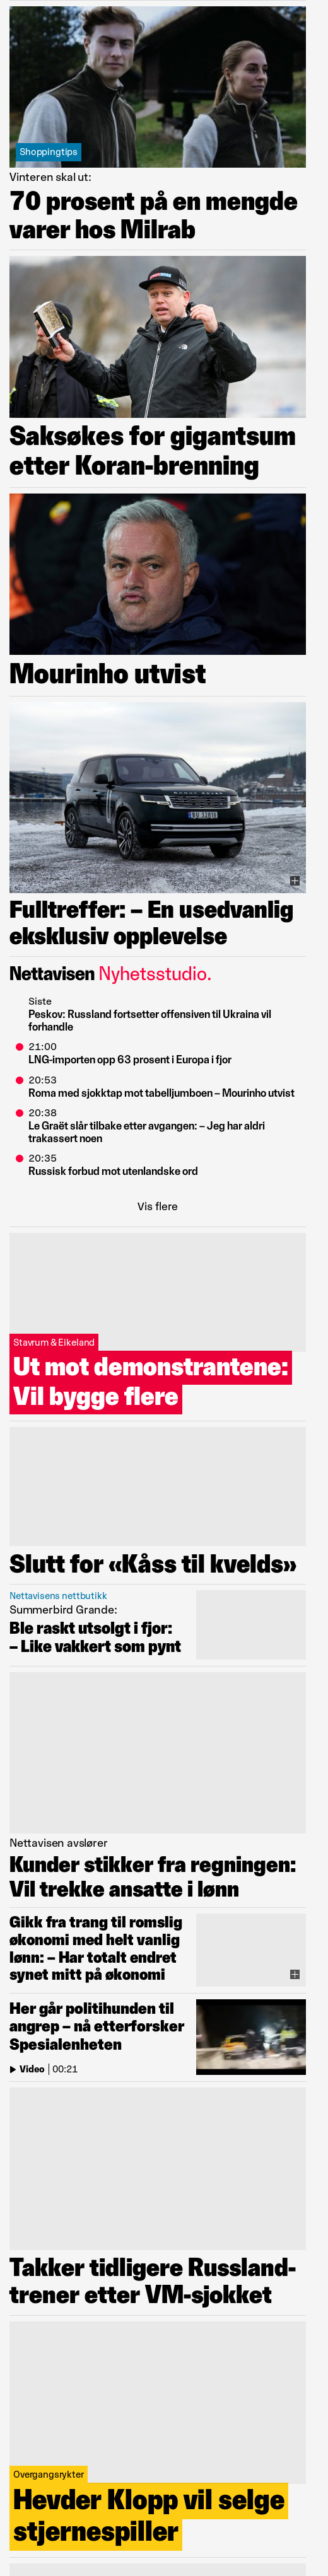 Shoppingtips
Vinteren skal ut:
70 prosent på en mengde
varer hos Milrab
Saksøkes for gigantsum
etter Koran-brenning
Mourinho utvist
Fulltreffer: – En usedvanlig
eksklusiv opplevelse
Nettavisen Nyhetsstudio.
Siste
Peskov: Russland fortsetter offensiven til Ukraina vil
forhandle
21:00
LNG-importen opp 63 prosent i Europa i fjor
20:53
Roma med sjokktap mot tabelljumboen – Mourinho utvist
20:38
Le Graët slår tilbake etter avgangen: – Jeg har aldri
trakassert noen
20:35
Russisk forbud mot utenlandske ord
Vis flere
Stavrum & Eikeland
Ut mot demonstrantene:
Vil bygge flere
Slutt for «Kåss til kvelds»
Nettavisens nettbutikk
Summerbird Grande:
Ble raskt utsolgt i fjor:
– Like vakkert som pynt
Nettavisen avslører
Kunder stikker fra regningen:
Vil trekke ansatte i lønn
Gikk fra trang til romslig
økonomi med helt vanlig
lønn: – Har totalt endret
synet mitt på økonomi
Her går politihunden til
angrep – nå etterforsker
Spesialenheten
Video | 00:21
Takker tidligere Russland-
trener etter VM-sjokket
Overgangsrykter
Hevder Klopp vil selge
stjernespiller